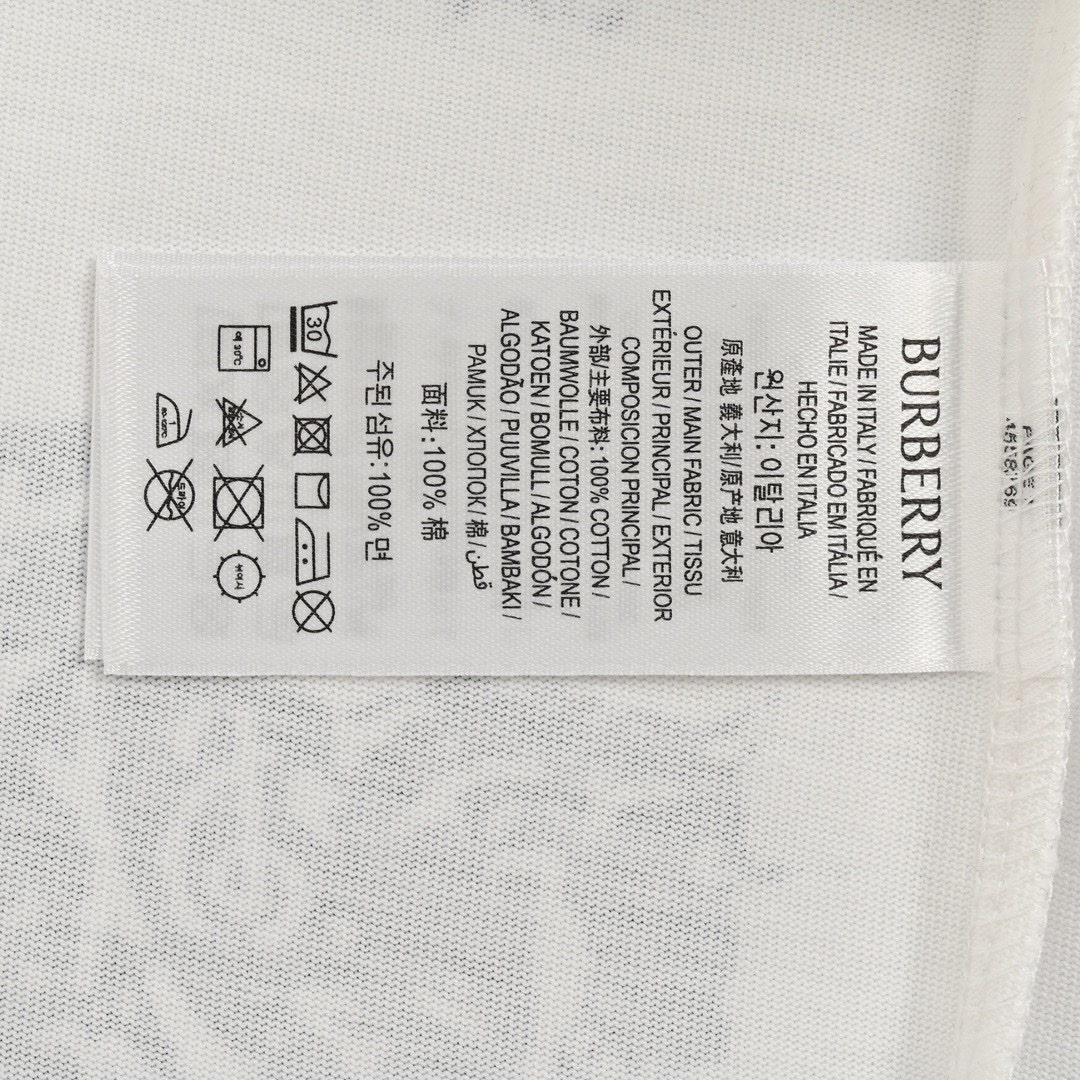 BURBERRY
MADE IN ITALY / FABRIQUÉ EN
ITALIE / FABRICADO EM ITÁLIA /
HECHO EN ITALIA
원산지: 이탈리아
原產地 義大利/原产地 意大利
OUTER / MAIN FABRIC / TISSU
EXTÉRIEUR / PRINCIPAL / EXTERIOR
COMPOSICION PRINCIPAL /
外部/主要布料: 100% COTTON /
BAUMWOLLE / COTON / COTONE /
KATOEN / BOMULL / ALGODÓN /
ALGODÃO / PUUVILLA / BAMBAKI /
PAMUK / ХІПОПОК / 棉 / قطن
面料:100% 棉
주된섬유:100% 면
30